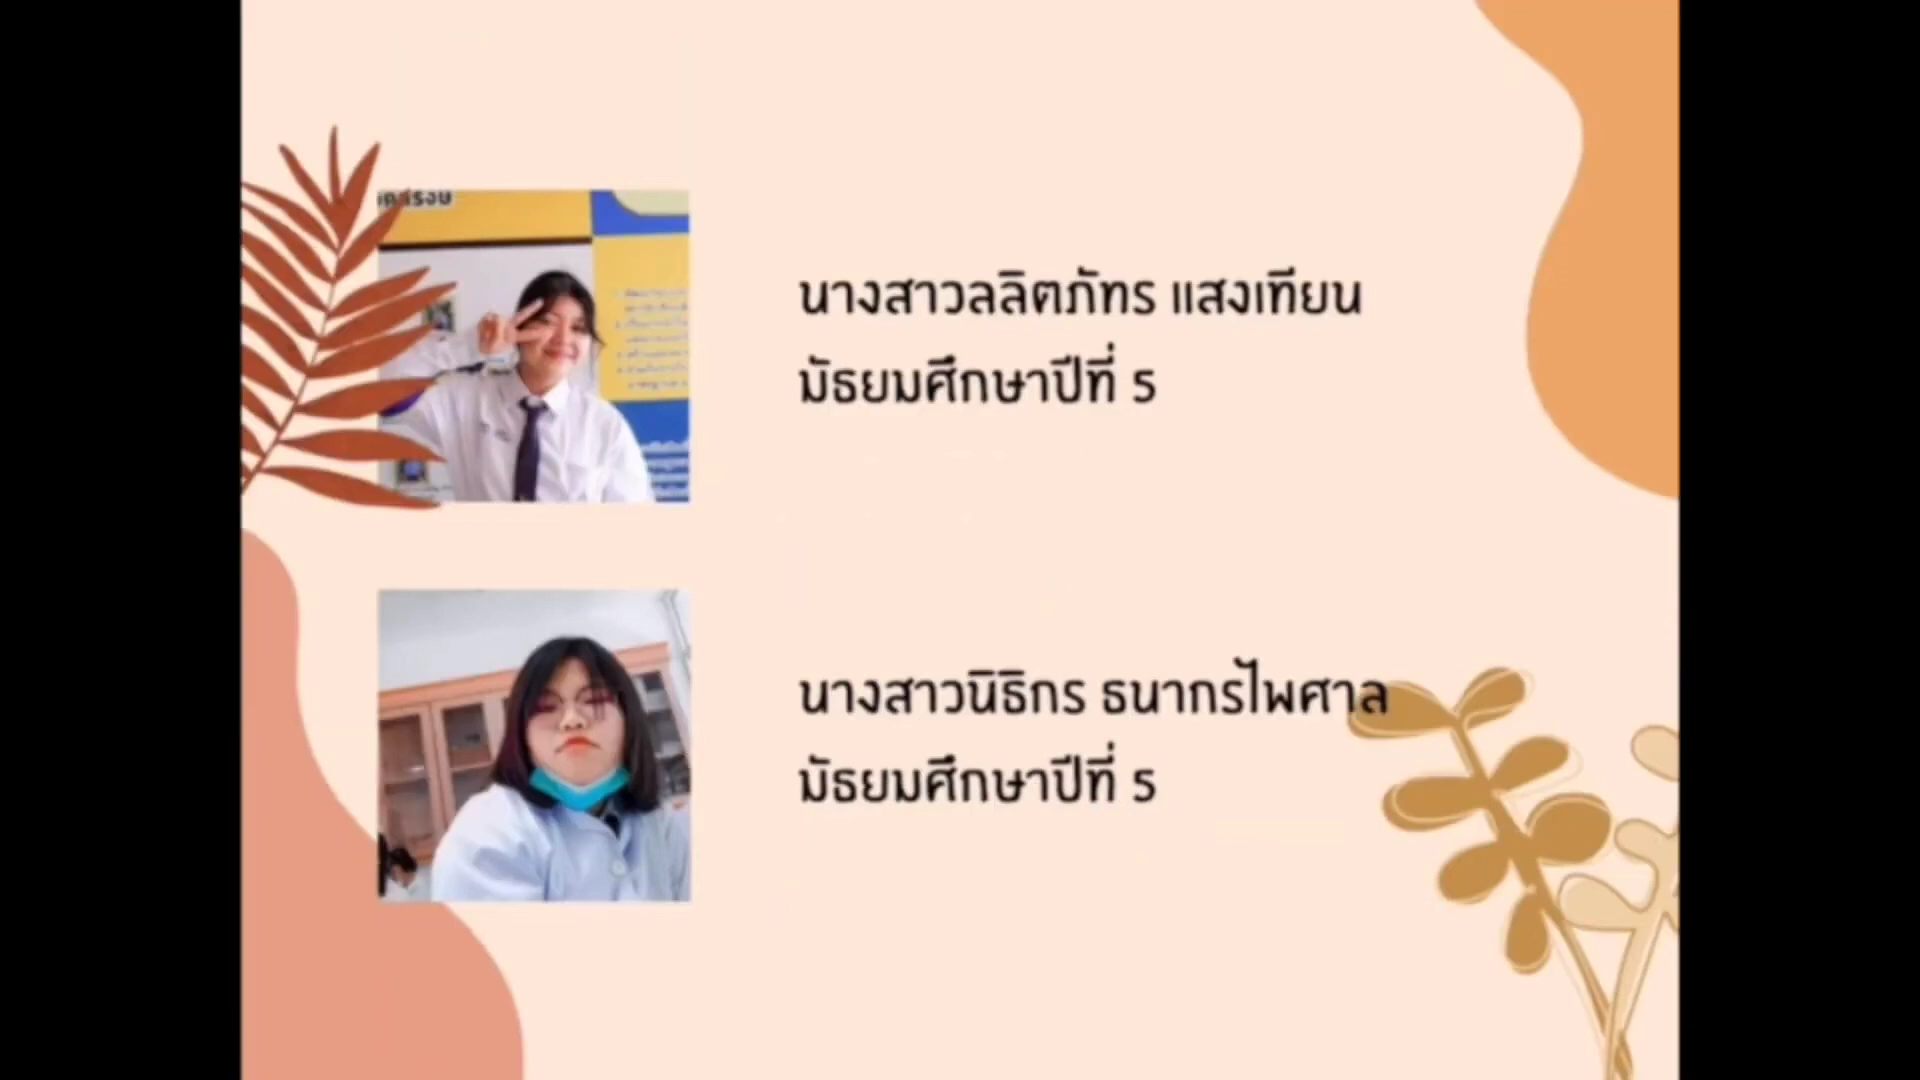 นางสาวลลิตภัทร แสงเทียน
มัธยมศึกษาปีที่ 5
นางสาวนิธิกร ธนากรไพศาล
มัธยมศึกษาปีที่ 5